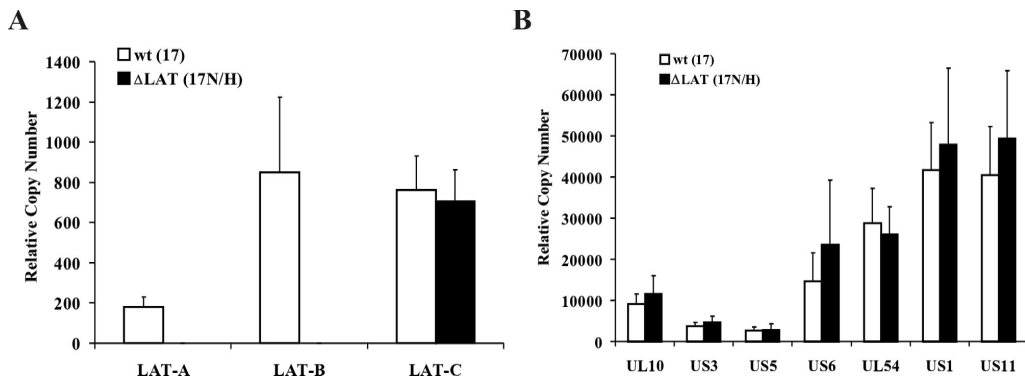 A
wt (17)
ΔLAT (17N/H)
Relative Copy Number
1400
1200
1000
800
600
400
200
0
LAT-A LAT-B LAT-C
B
wt (17)
ΔLAT (17N/H)
Relative Copy Number
70000
60000
50000
40000
30000
20000
10000
0
UL10 US3 US5 US6 UL54 US1 US11